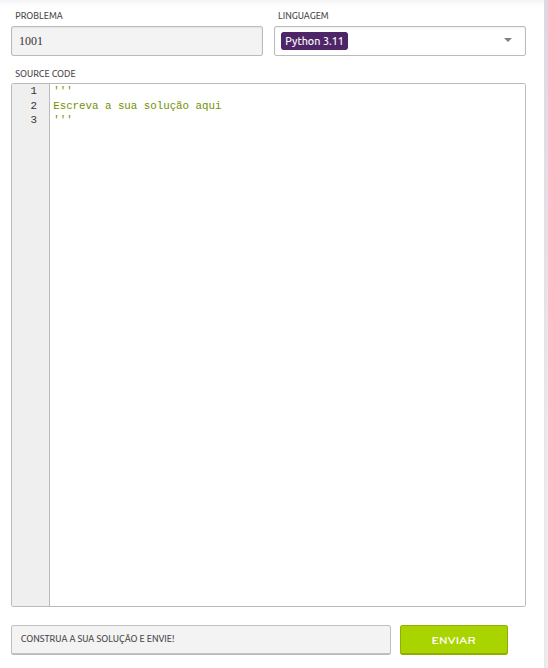 PROBLEMA
LINGUAGEM
1001
Python 3.11
SOURCE CODE
1 '''
2 Escreva a sua solução aqui
3 '''
CONSTRUA A SUA SOLUÇÃO E ENVIE!
ENVIAR